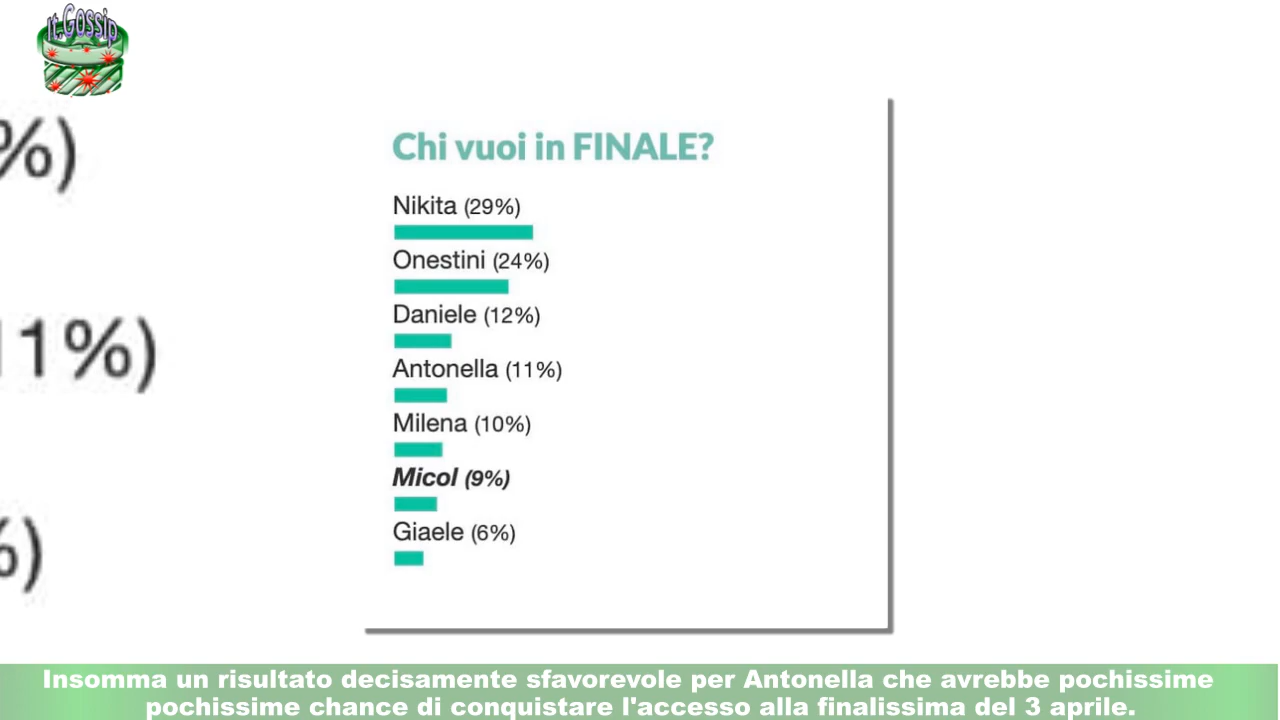 It.Gossip
%)
Chi vuoi in FINALE?
Nikita (29%)
Onestini (24%)
Daniele (12%)
11%)
Antonella (11%)
Milena (10%)
Micol (9%)
Giaele (6%)
%)
Insomma un risultato decisamente sfavorevole per Antonella che avrebbe pochissime
pochissime chance di conquistare l'accesso alla finalissima del 3 aprile.